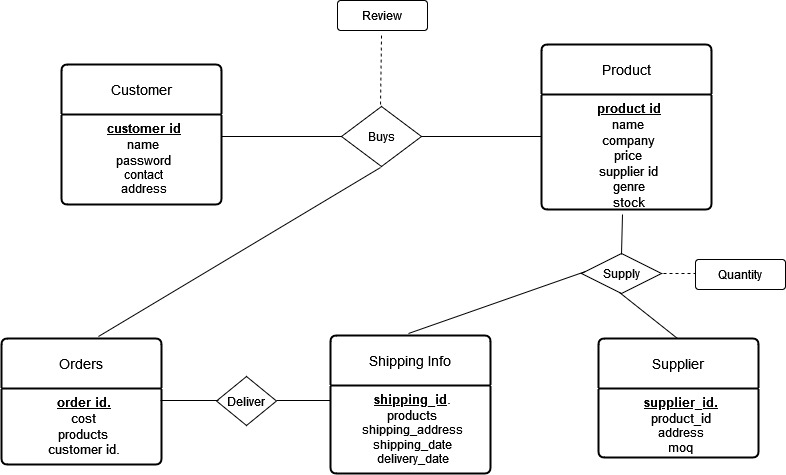 Review
Customer
customer id
name
password
contact
address
Buys
Product
product id
name
company
price
supplier id
genre
stock
Supply
Quantity
Orders
order id.
cost
products
customer id.
Deliver
Shipping Info
shipping_id.
products
shipping_address
shipping_date
delivery_date
Supplier
supplier_id.
product_id
address
moq